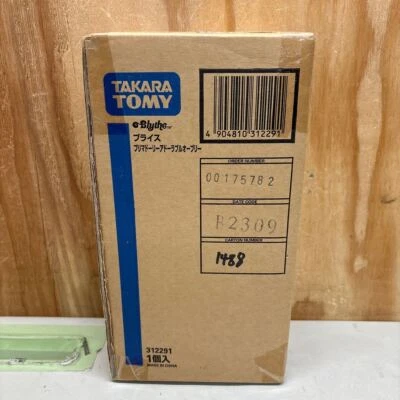 TAKARA
TOMY
Blythe
ブライス
プリマドーリーアドーラブルオーブリー
4 904810 312291
ORDER NUMBER
00175782
DATE CODE
B2309
CARTON NUMBER
1488
312291
1個入
MADE IN CHINA